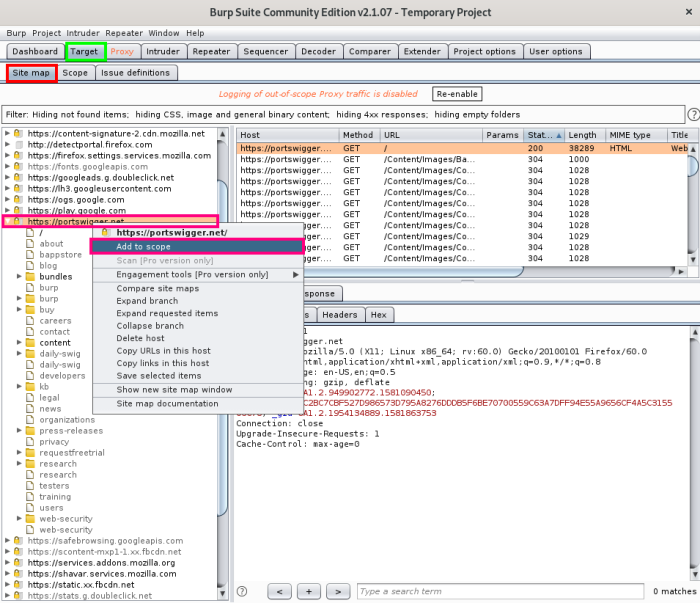 Burp Suite Community Edition v2.1.07 - Temporary Project
Burp Project Intruder Repeater Window Help
Dashboard Target Proxy Intruder Repeater Sequencer Decoder Comparer Extender Project options User options
Site map Scope Issue definitions
Logging of out-of-scope Proxy traffic is disabled Re-enable
Filter: Hiding not found items; hiding CSS, image and general binary content; hiding 4xx responses; hiding empty folders ?
https://content-signature-2.cdn.mozilla.net
http://detectportal.firefox.com
https://firefox.settings.services.mozilla.com
https://fonts.googleapis.com
https://googleads.g.doubleclick.net
https://lh3.googleusercontent.com
https://ogs.google.com
https://play.google.com
https://portswigger.net
/
about
bappstore
blog
bundles
burp
burp
buy
careers
contact
content
daily-swig
daily-swig
developers
kb
legal
news
organizations
press-releases
privacy
requestfreetrial
research
research
testers
training
users
web-security
web-security
https://safebrowsing.googleapis.com
https://scontent-mxp1-1.xx.fbcdn.net
https://services.addons.mozilla.org
https://shavar.services.mozilla.com
https://static.xx.fbcdn.net
https://stats.g.doubleclick.net
https://portswigger.net/
Add to scope
Scan [Pro version only]
Engagement tools [Pro version only]
Compare site maps
Expand branch
Expand requested items
Collapse branch
Delete host
Copy URLs in this host
Copy links in this host
Save selected items
Show new site map window
Site map documentation
Host Method URL Params Stat... Length MIME type Title
https://portswigger.... GET / 200 38289 HTML Web
https://portswigger.... GET /Content/Images/Ba... 304 1000
https://portswigger.... GET /Content/Images/Co... 304 1028
https://portswigger.... GET /Content/Images/Co... 304 1028
https://portswigger.... GET /Content/Images/Co... 304 1028
https://portswigger.... GET /Content/Images/Co... 304 1028
https://portswigger.... GET /Content/Images/Co... 304 1028
https://portswigger.... GET /Content/Images/Co... 304 1028
https://portswigger.... GET /Content/Images/Co... 304 1029
https://portswigger.... GET /Content/Images/Co... 304 1028
https://portswigger.... GET /Content/Images/Co... 304 1028
sponse
s Headers Hex
1
gger.net
ozilla/5.0 (X11; Linux x86_64; rv:60.0) Gecko/20100101 Firefox/60.0
html,application/xhtml+xml,application/xml;q=0.9,*/*;q=0.8
age: en-US,en;q=0.5
ng: gzip, deflate
A1.2.949902772.1581090450;
C2BC7CBF527D986573D795A8276DDDB5F6BE70700559C63A7DFF94E55A9656CF4A5C3155
_gid=GA1.2.1954134889.1581863753
Connection: close
Upgrade-Insecure-Requests: 1
Cache-Control: max-age=0
? < + > Type a search term 0 matches